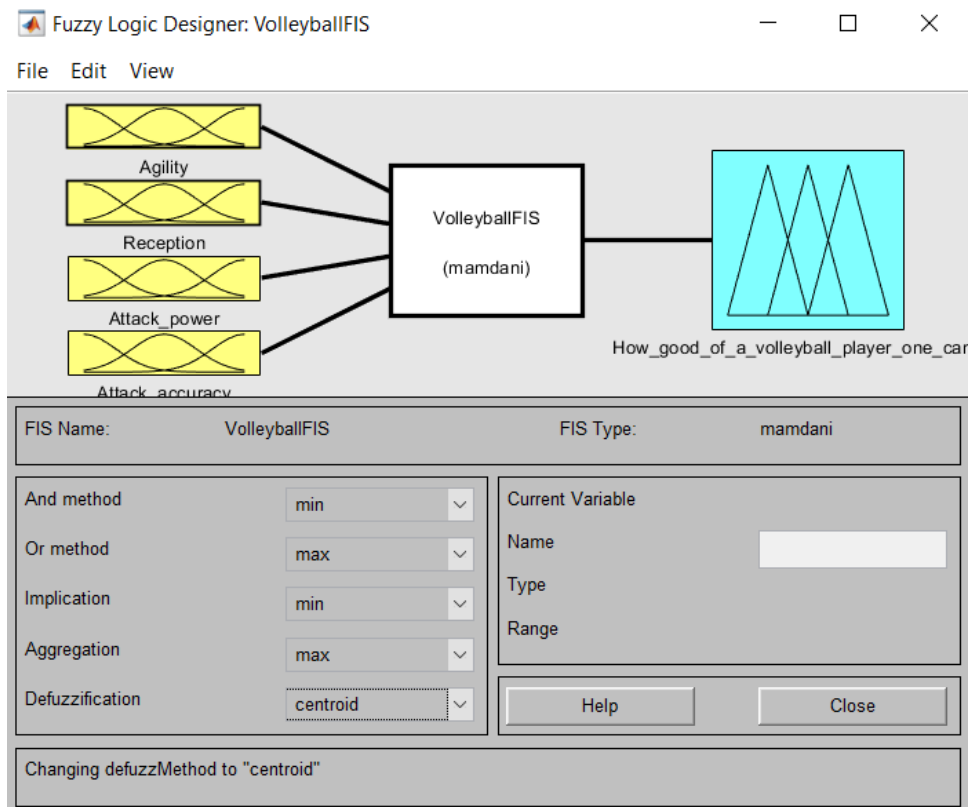 Fuzzy Logic Designer: VolleyballFIS
File Edit View
Agility
Reception
Attack_power
Attack_accuracy
VolleyballFIS
(mamdani)
How_good_of_a_volleyball_player_one_can
FIS Name: VolleyballFIS FIS Type: mamdani
And method min
Or method max
Implication min
Aggregation max
Defuzzification centroid
Current Variable
Name
Type
Range
Help Close
Changing defuzzMethod to "centroid"